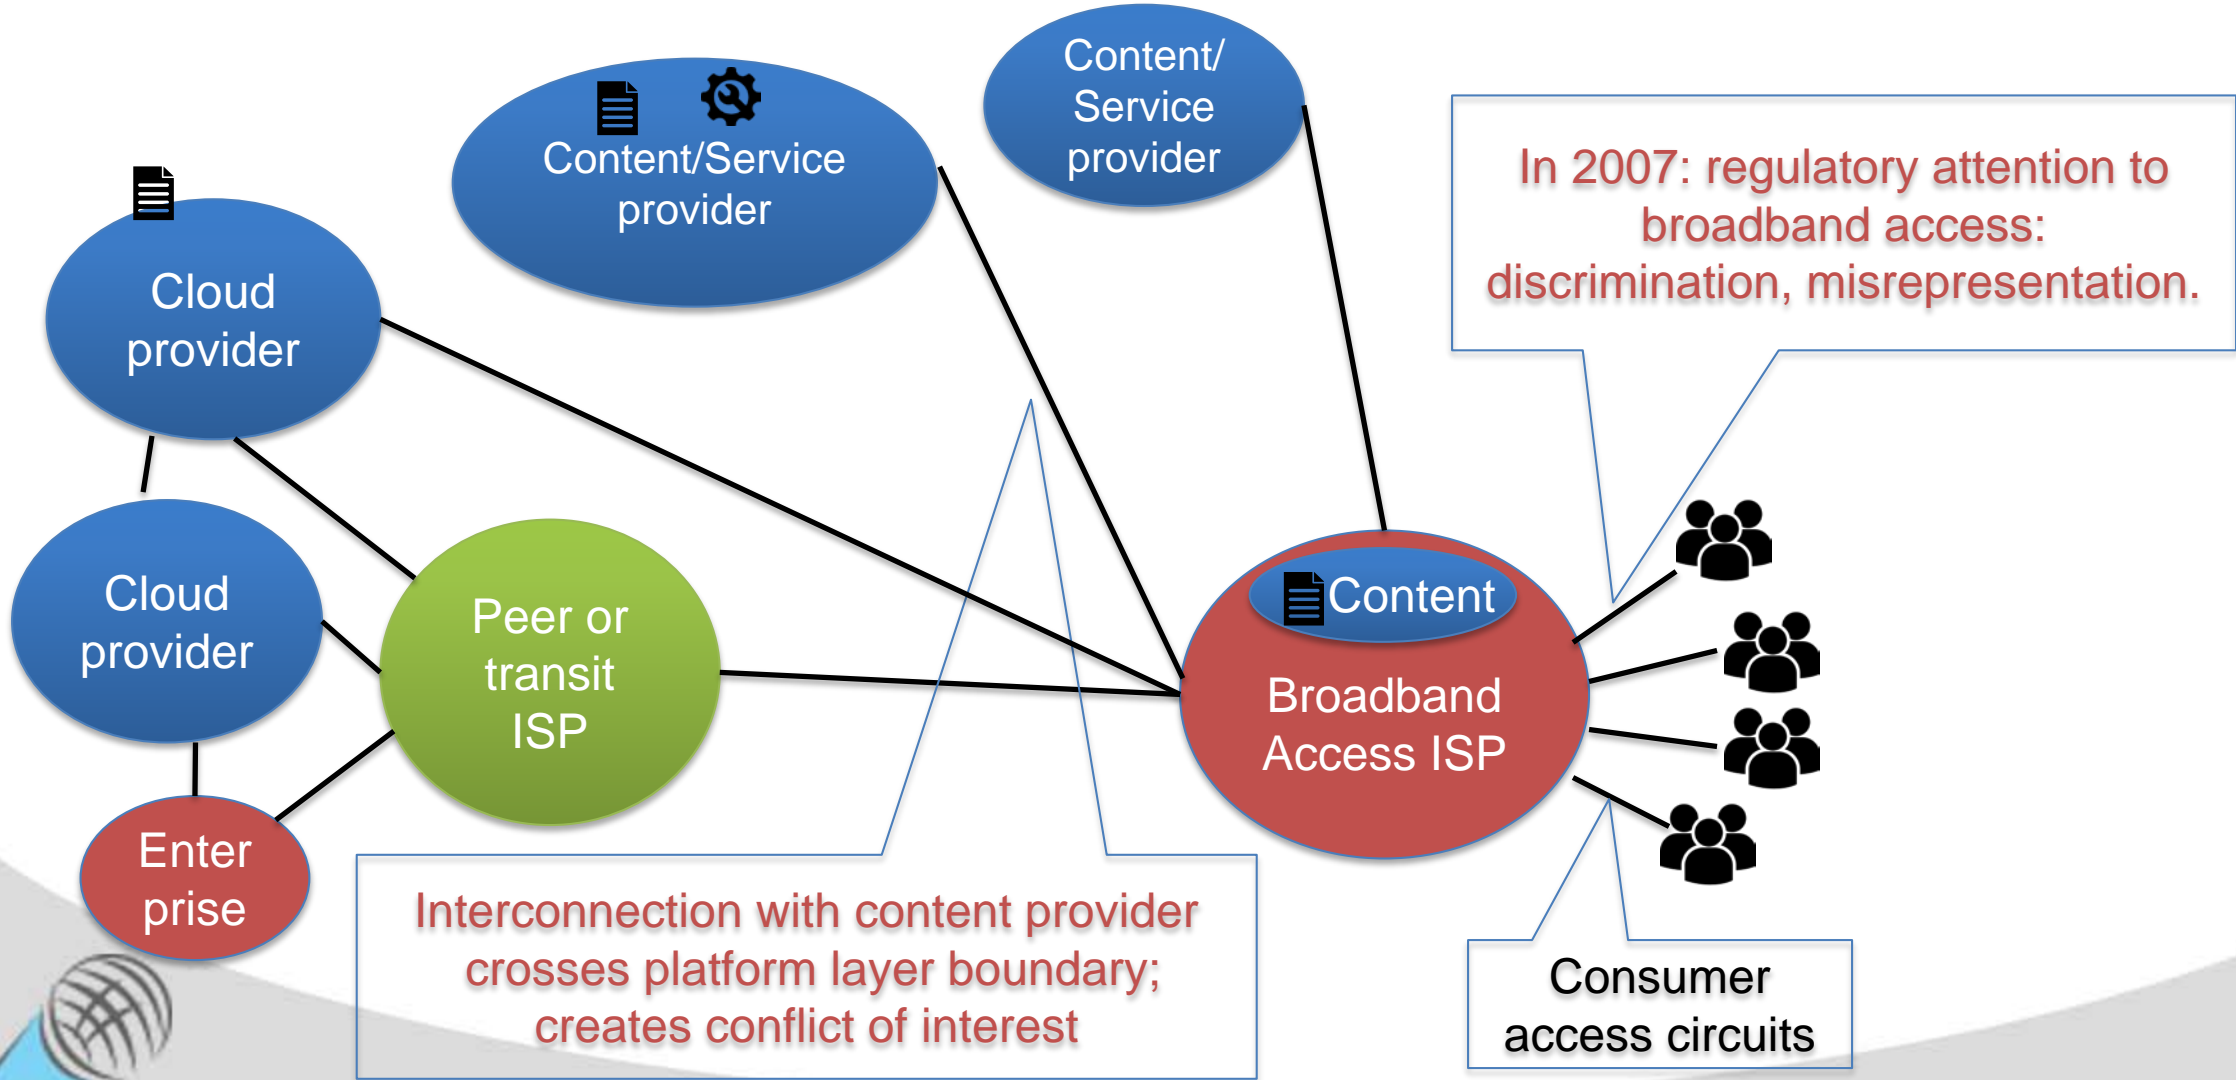 Content/
Service
provider
Content/Service
provider
In 2007: regulatory attention to
broadband access:
discrimination, misrepresentation.
Cloud
provider
Cloud
provider
Peer or
transit
ISP
Content
Broadband
Access ISP
Enter
prise
Interconnection with content provider
crosses platform layer boundary;
creates conflict of interest
Consumer
access circuits